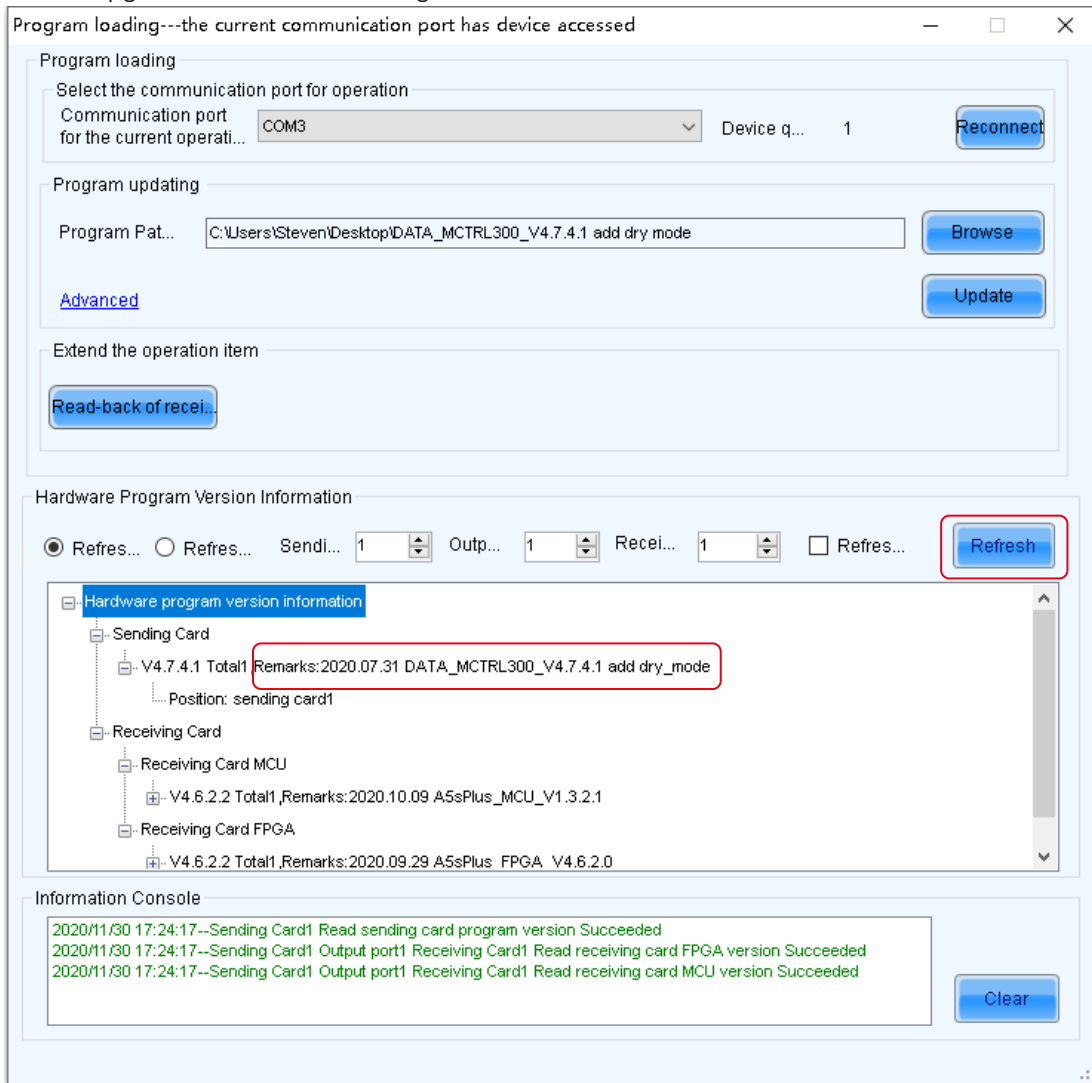 Program loading---the current communication port has device accessed
Program loading
Select the communication port for operation
Communication port
for the current operati...
COM3
Device q... 1
Reconnect
Program updating
Program Pat... C:\Users\Steven\Desktop\DATA_MCTRL300_V4.7.4.1 add dry mode
Browse
Advanced
Update
Extend the operation item
Read-back of recei...
Hardware Program Version Information
Refres... Refres... Sendi... 1 Outp... 1 Recei... 1 Refres... Refresh
Hardware program version information
Sending Card
V4.7.4.1 Total1 ,Remarks:2020.07.31 DATA_MCTRL300_V4.7.4.1 add dry_mode
Position: sending card1
Receiving Card
Receiving Card MCU
V4.6.2.2 Total1 ,Remarks:2020.10.09 A5sPlus_MCU_V1.3.2.1
Receiving Card FPGA
V4.6.2.2 Total1 ,Remarks:2020.09.29 A5sPlus_FPGA_V4.6.2.0
Information Console
2020/11/30 17:24:17--Sending Card1 Read sending card program version Succeeded
2020/11/30 17:24:17--Sending Card1 Output port1 Receiving Card1 Read receiving card FPGA version Succeeded
2020/11/30 17:24:17--Sending Card1 Output port1 Receiving Card1 Read receiving card MCU version Succeeded
Clear